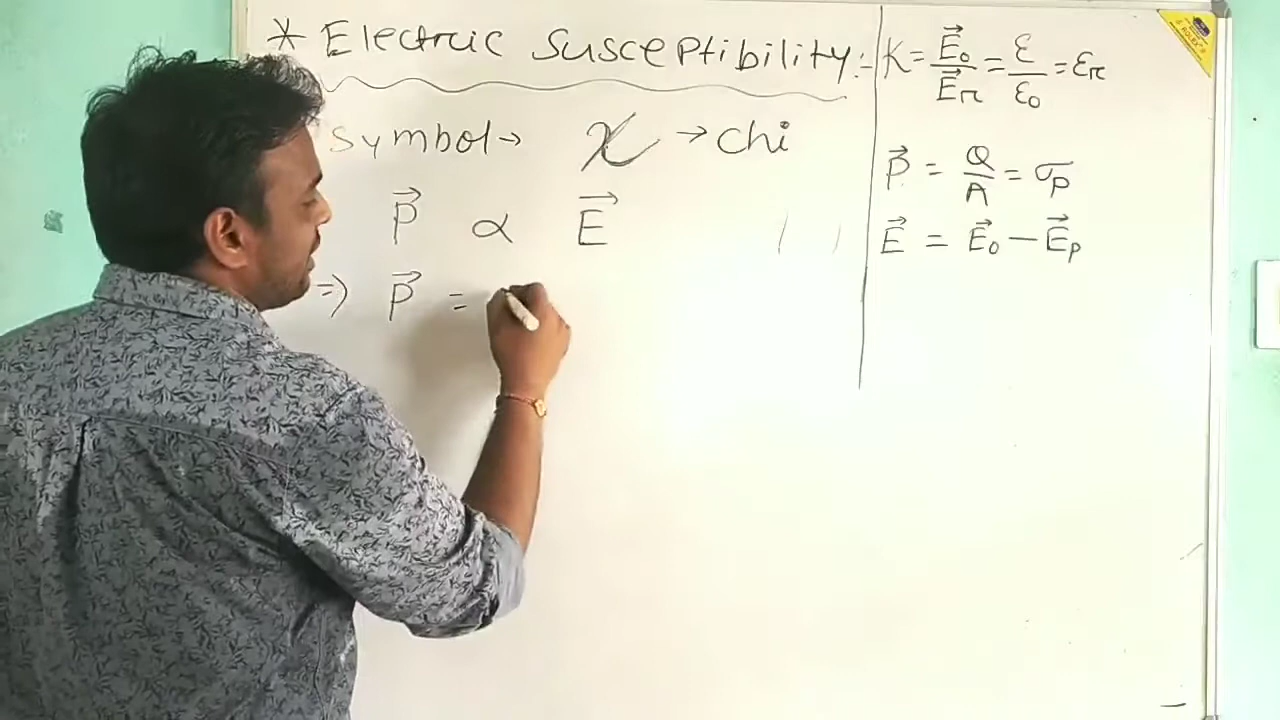 * Electric Susceptibility :-
Symbol → χ → chi
P⃗ ∝ E⃗
⇒ P⃗ =
K = E⃗₀/E⃗r = ε/ε₀ = εr
P⃗ = Q/A = σp
E⃗ = E⃗₀ − E⃗p